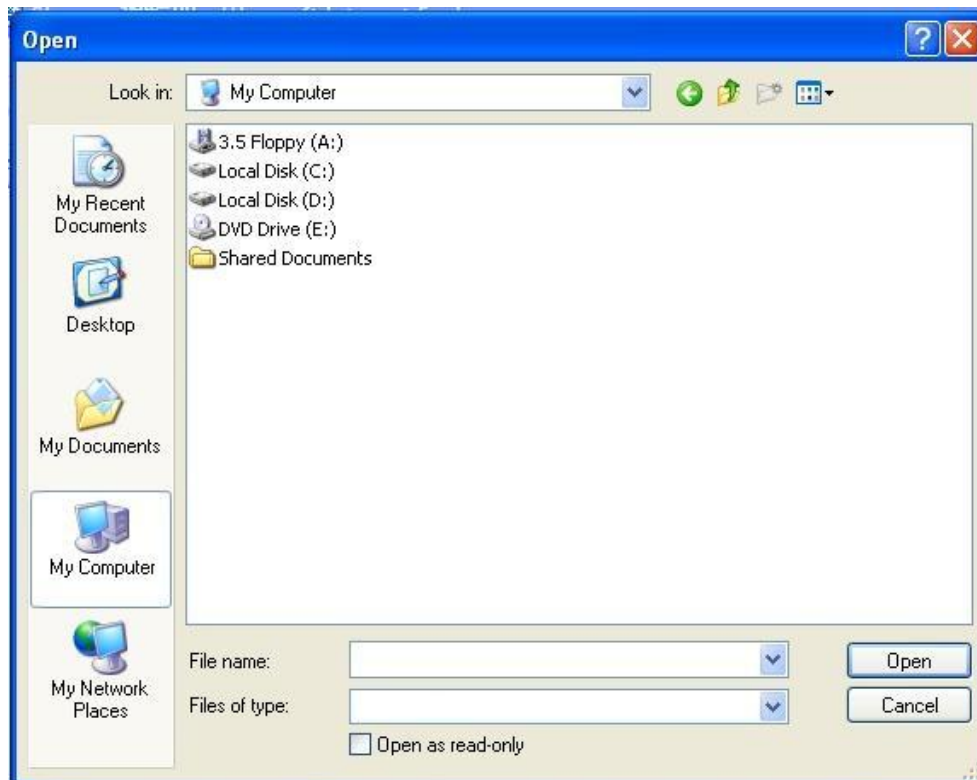 Open
Look in:
My Computer
My Recent
Documents
Desktop
My Documents
My Computer
My Network
Places
3.5 Floppy (A:)
Local Disk (C:)
Local Disk (D:)
DVD Drive (E:)
Shared Documents
File name:
Open
Files of type:
Cancel
Open as read-only